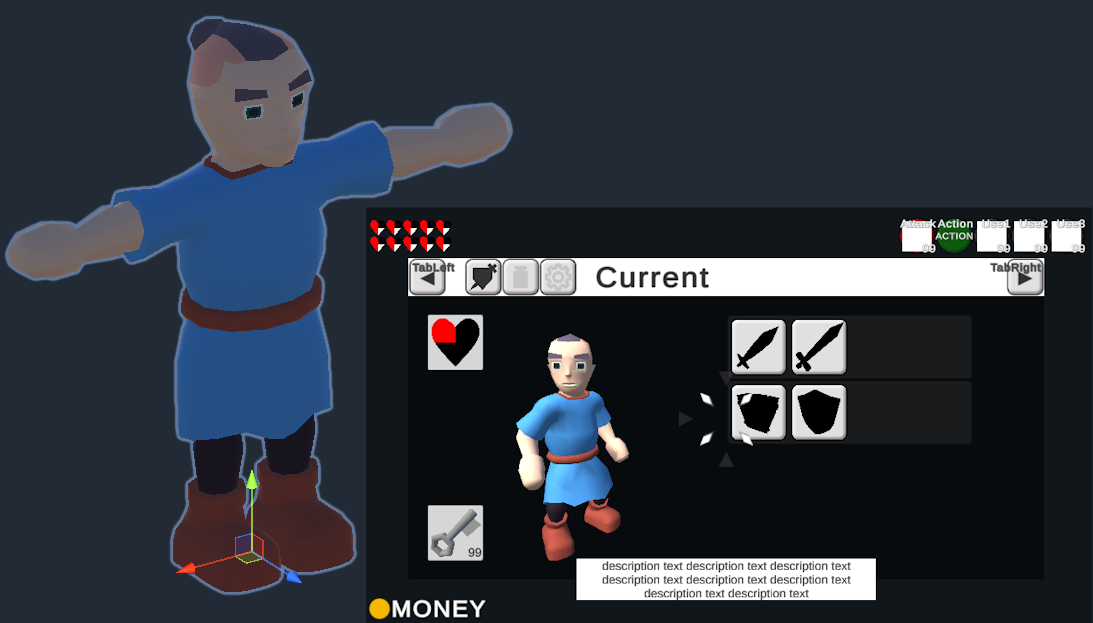 Attack Action Use1 Use2 Use3
99 ACTION 99 99 99
TabLeft Current TabRight
99
description text description text description text
description text description text description text
description text description text
MONEY